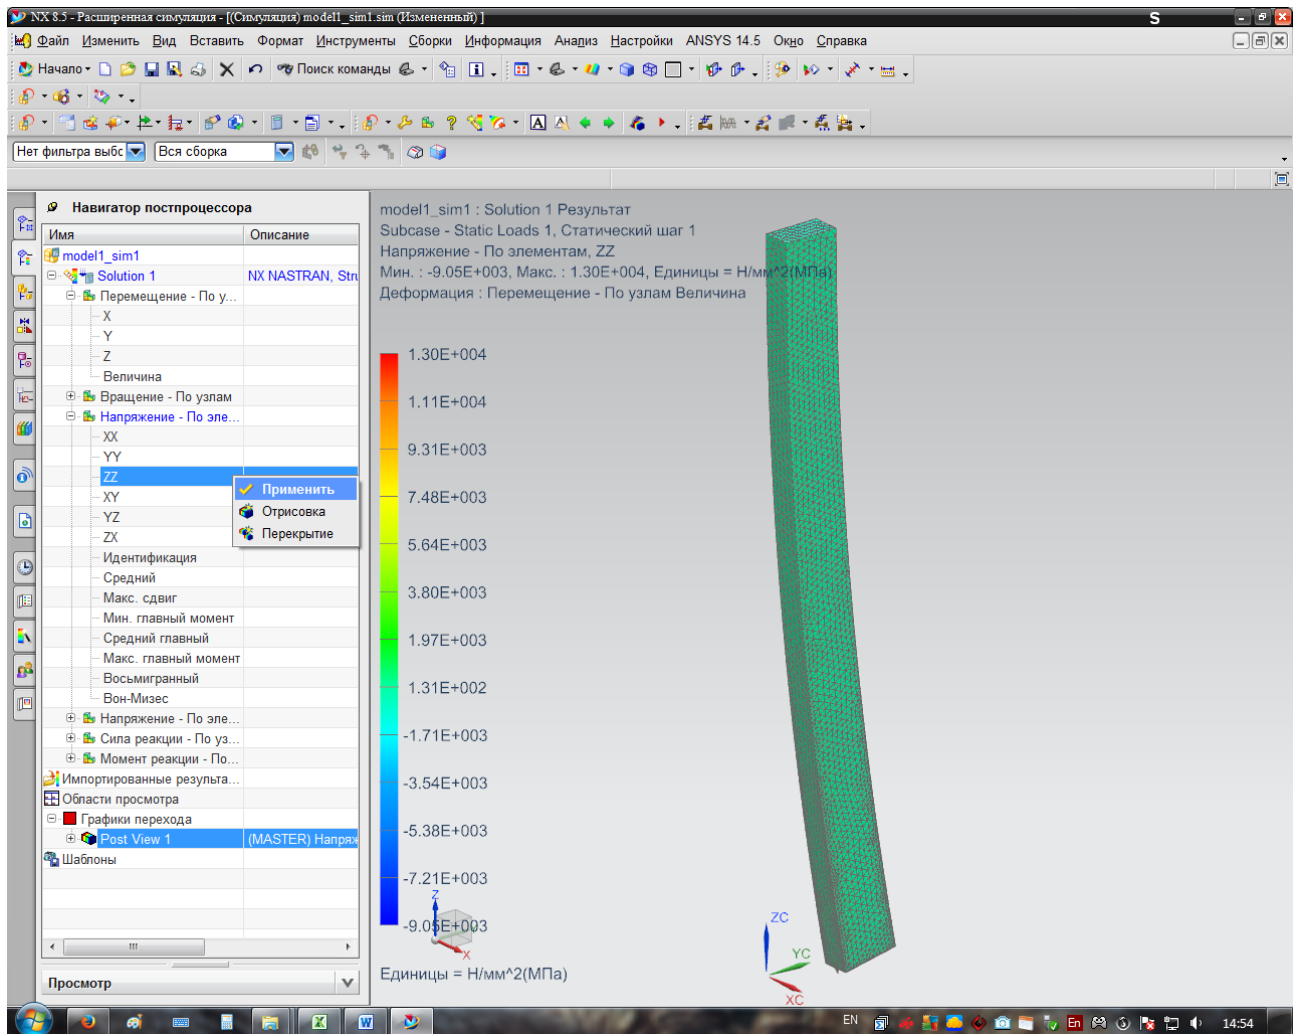 NX 8.5 - Расширенная симуляция - [(Симуляция) model1_sim1.sim (Измененный) ]
S
Файл Изменить Вид Вставить Формат Инструменты Сборки Информация Анализ Настройки ANSYS 14.5 Окно Справка
Начало Поиск команды
Нет фильтра выбс Вся сборка
Навигатор постпроцессора
Имя Описание
model1_sim1
Solution 1 NX NASTRAN, Stru
Перемещение - По у...
X
Y
Z
Величина
Вращение - По узлам
Напряжение - По эле...
XX
YY
ZZ
XY
YZ
ZX
Идентификация
Средний
Макс. сдвиг
Мин. главный момент
Средний главный
Макс. главный момент
Восьмигранный
Вон-Мизес
Напряжение - По эле...
Сила реакции - По уз...
Момент реакции - По...
Импортированные результа...
Области просмотра
Графики перехода
Post View 1 (MASTER) Напряж
Шаблоны
Просмотр
Применить
Отрисовка
Перекрытие
model1_sim1 : Solution 1 Результат
Subcase - Static Loads 1, Статический шаг 1
Напряжение - По элементам, ZZ
Мин. : -9.05E+003, Макс. : 1.30E+004, Единицы = Н/мм^2(МПа)
Деформация : Перемещение - По узлам Величина
1.30E+004
1.11E+004
9.31E+003
7.48E+003
5.64E+003
3.80E+003
1.97E+003
1.31E+002
-1.71E+003
-3.54E+003
-5.38E+003
-7.21E+003
-9.05E+003
Z
X
Единицы = Н/мм^2(МПа)
ZC
YC
XC
EN
En
14:54